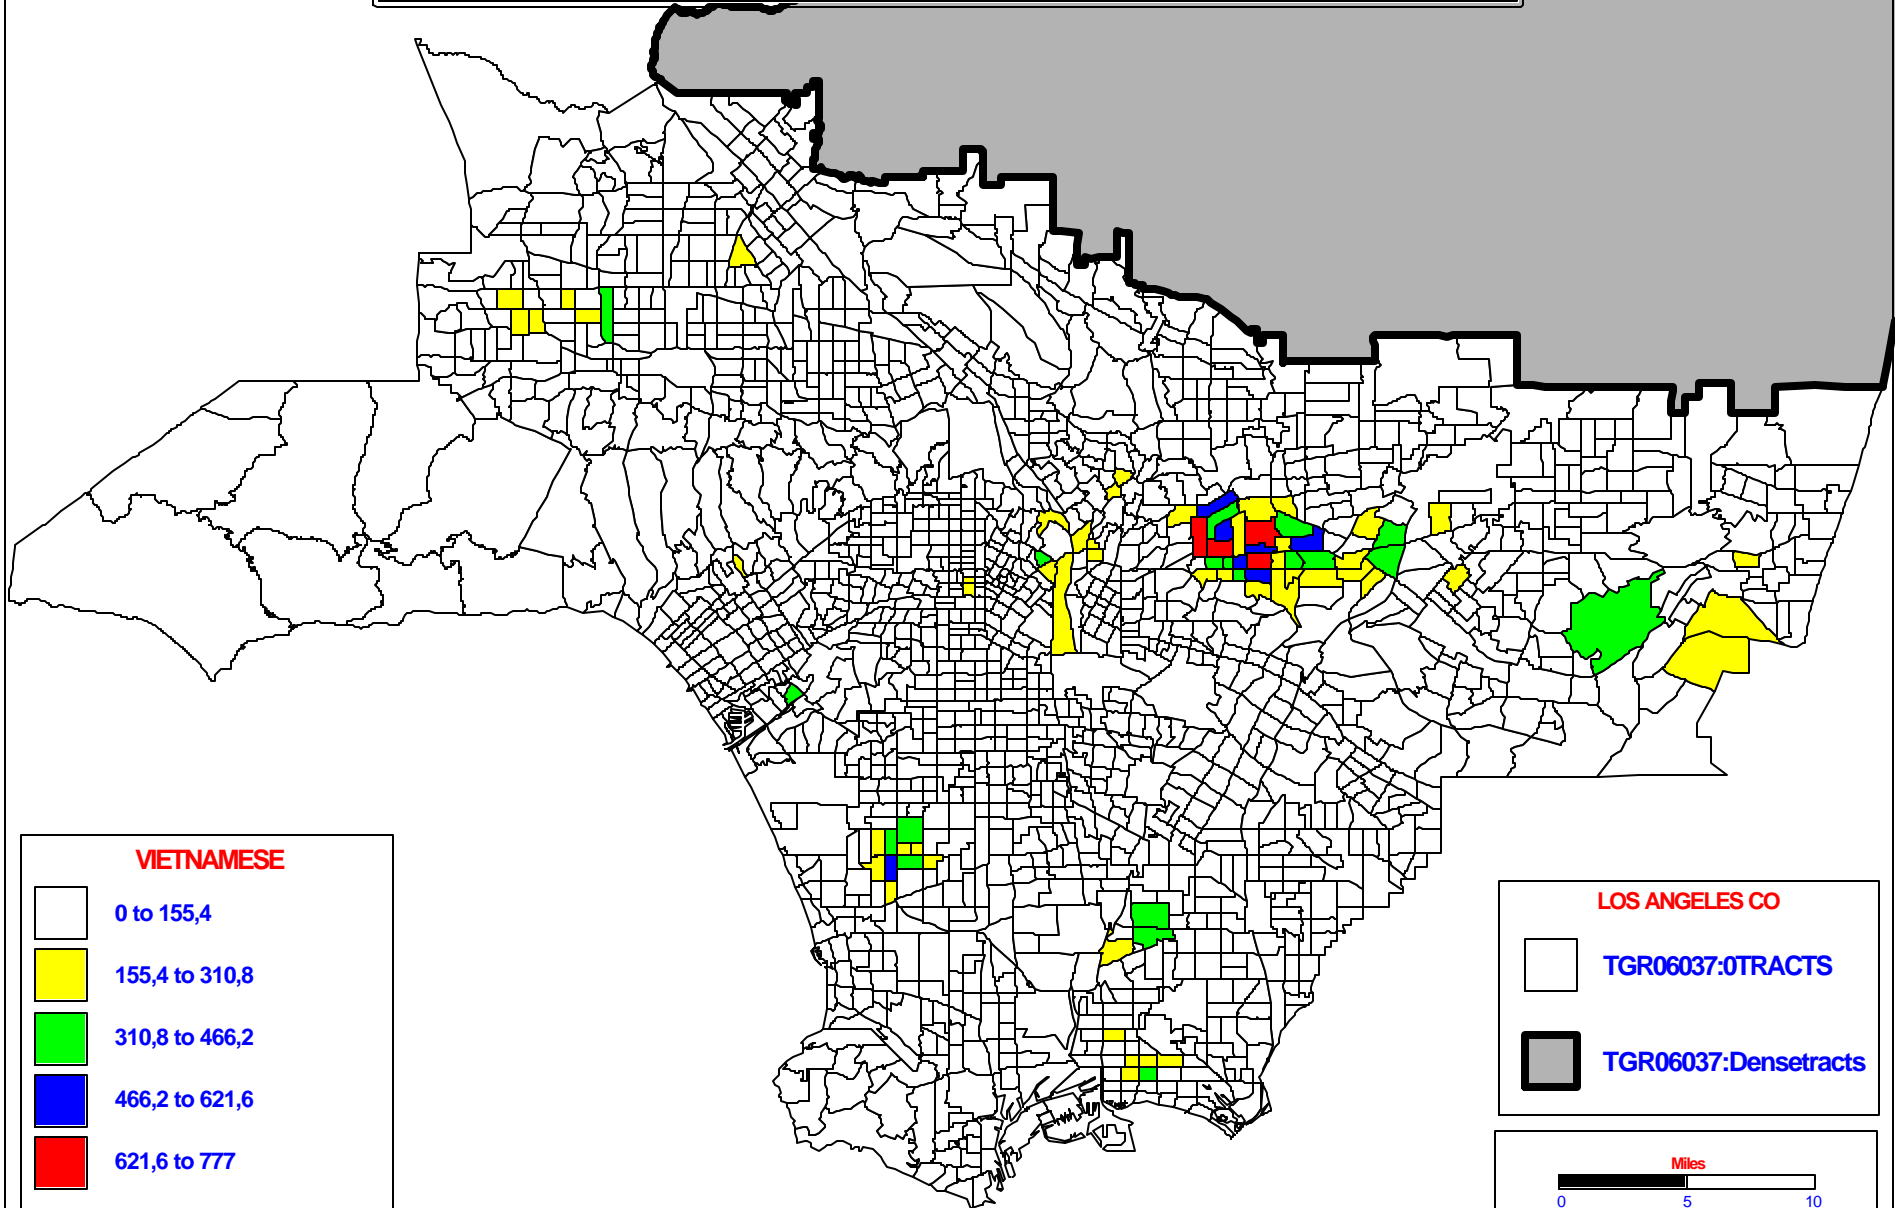 VIETNAMESE
0 to 155,4
155,4 to 310,8
310,8 to 466,2
466,2 to 621,6
621,6 to 777
LOS ANGELES CO
TGR06037:0TRACTS
TGR06037:Densetracts
Miles
0 5 10